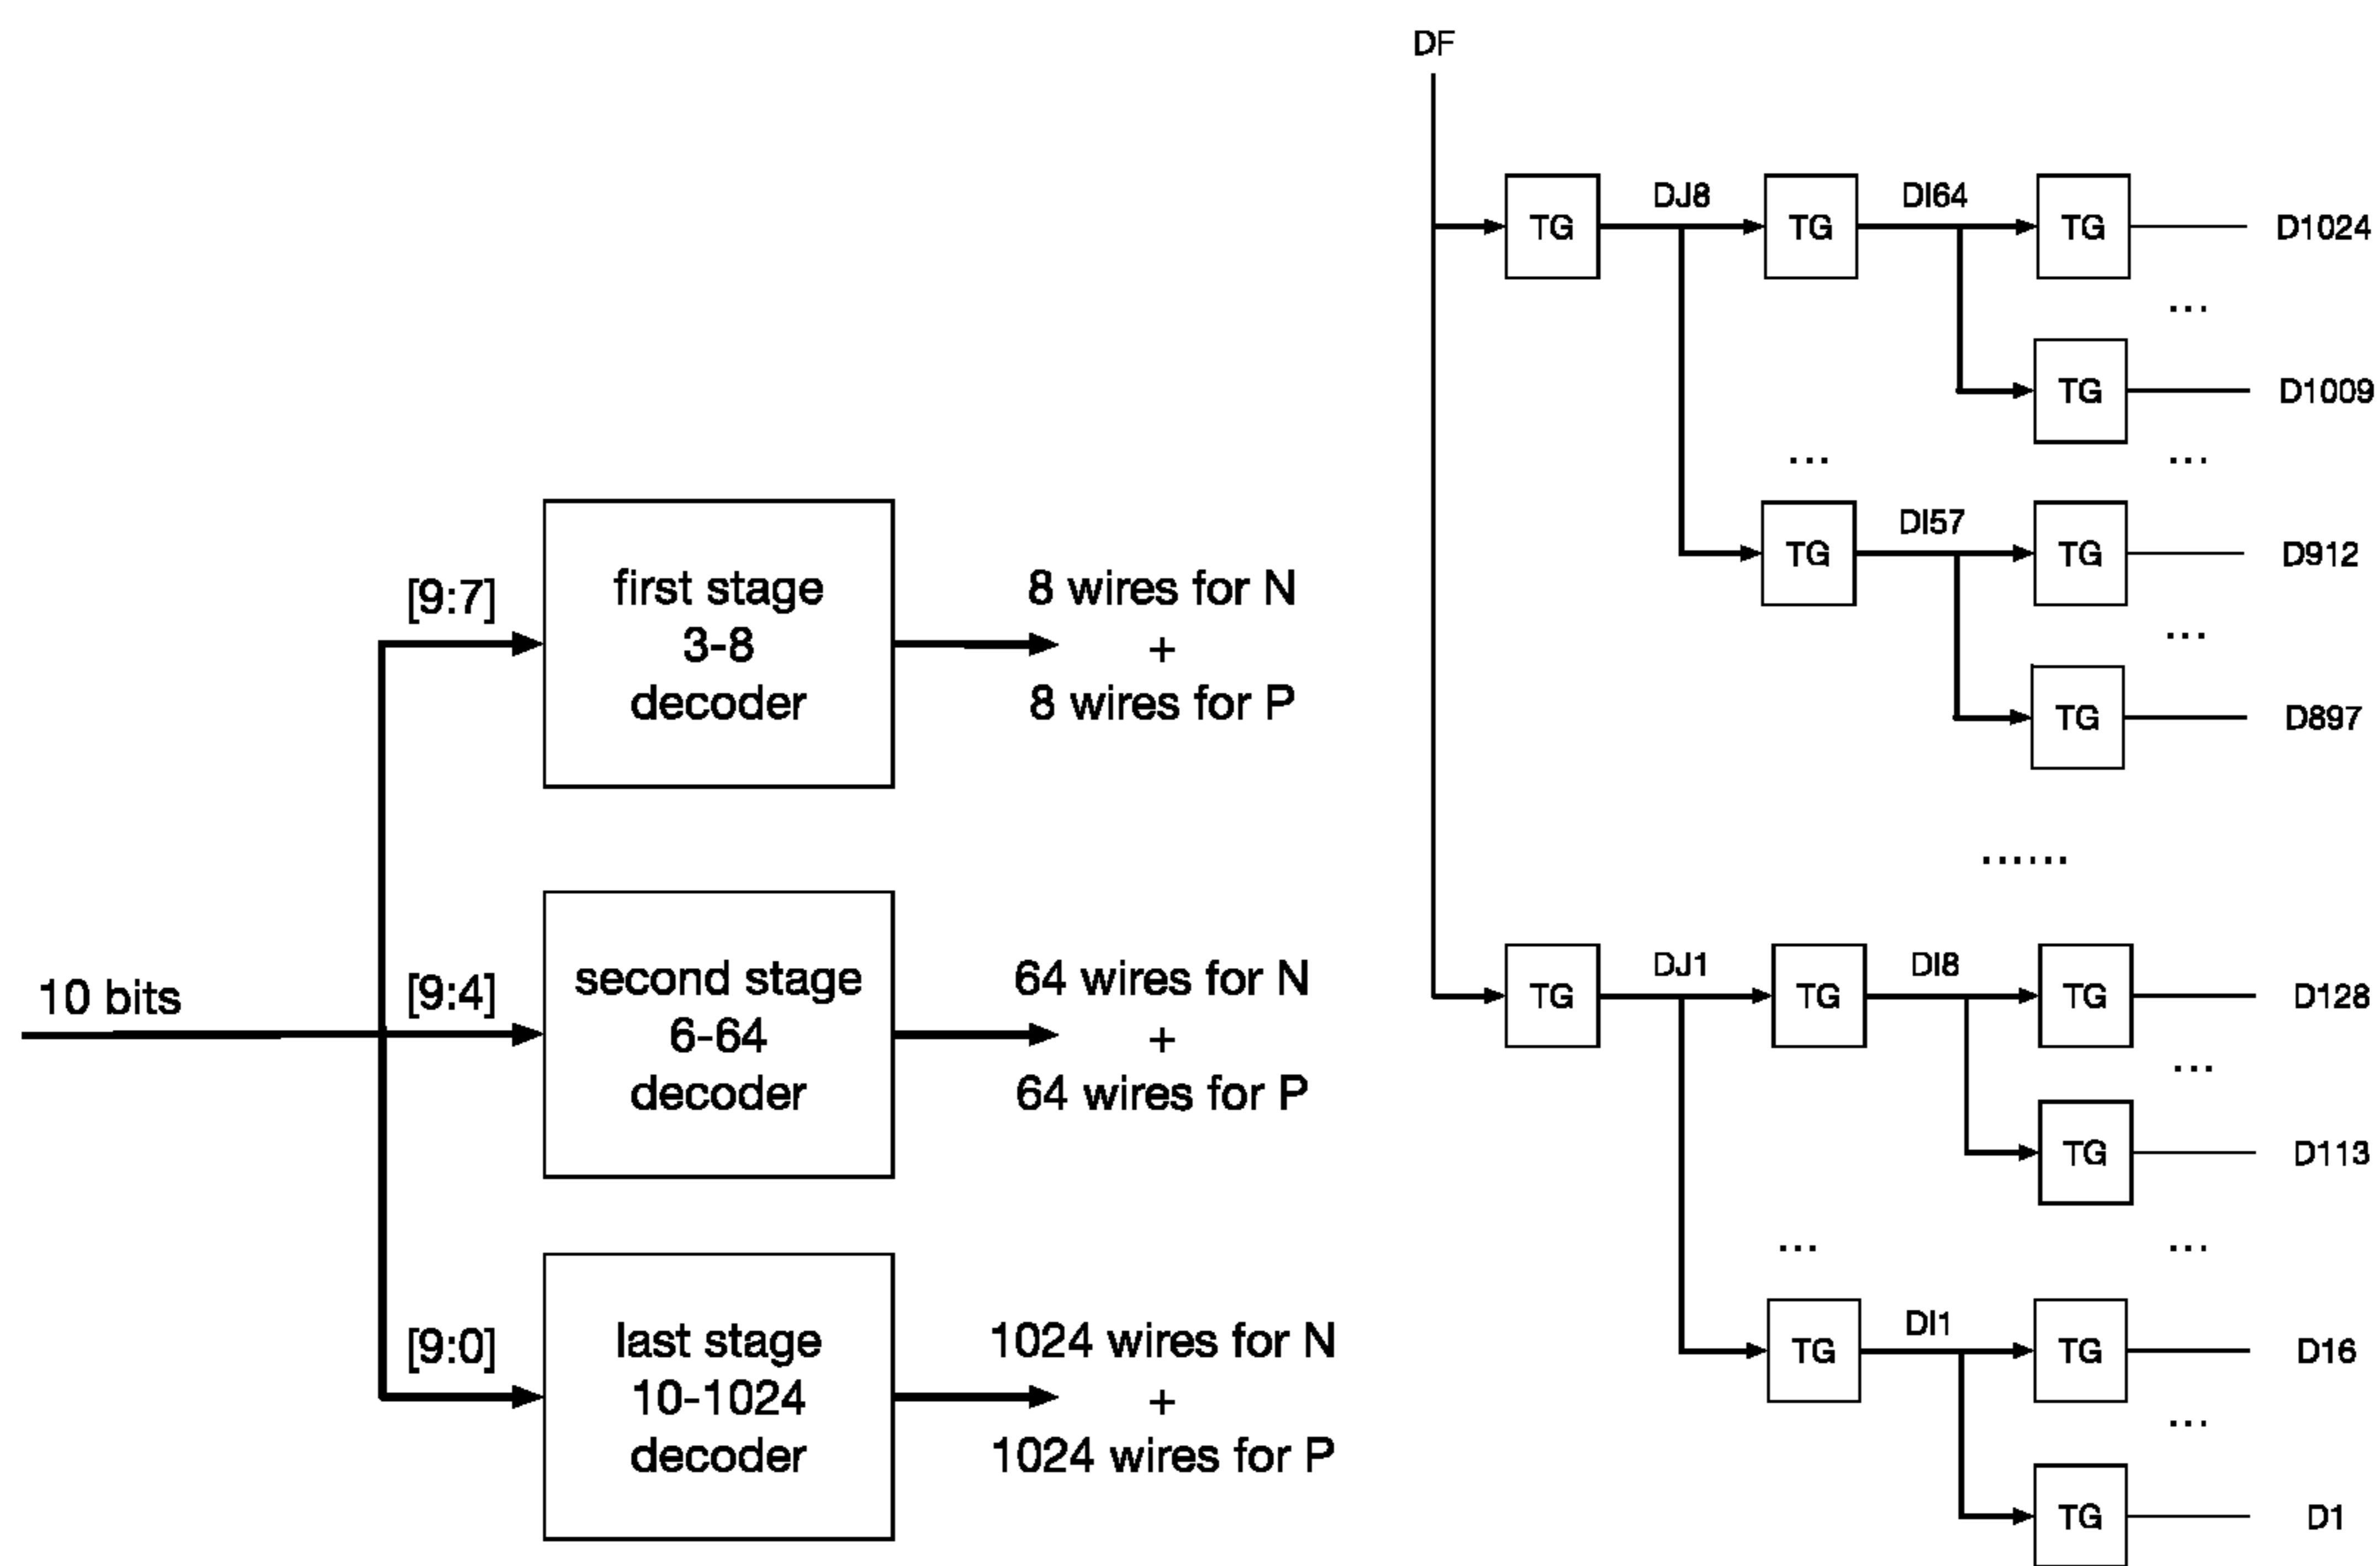 10 bits
[9:7]
first stage
3-8
decoder
8 wires for N
+
8 wires for P
[9:4]
second stage
6-64
decoder
64 wires for N
+
64 wires for P
[9:0]
last stage
10-1024
decoder
1024 wires for N
+
1024 wires for P
DF
TG DJ8 TG DI64 TG D1024
...
TG D1009
... ...
TG DI57 TG D912
...
TG D897
......
TG DJ1 TG DI8 TG D128
...
TG D113
... ...
TG DI1 TG D16
...
TG D1